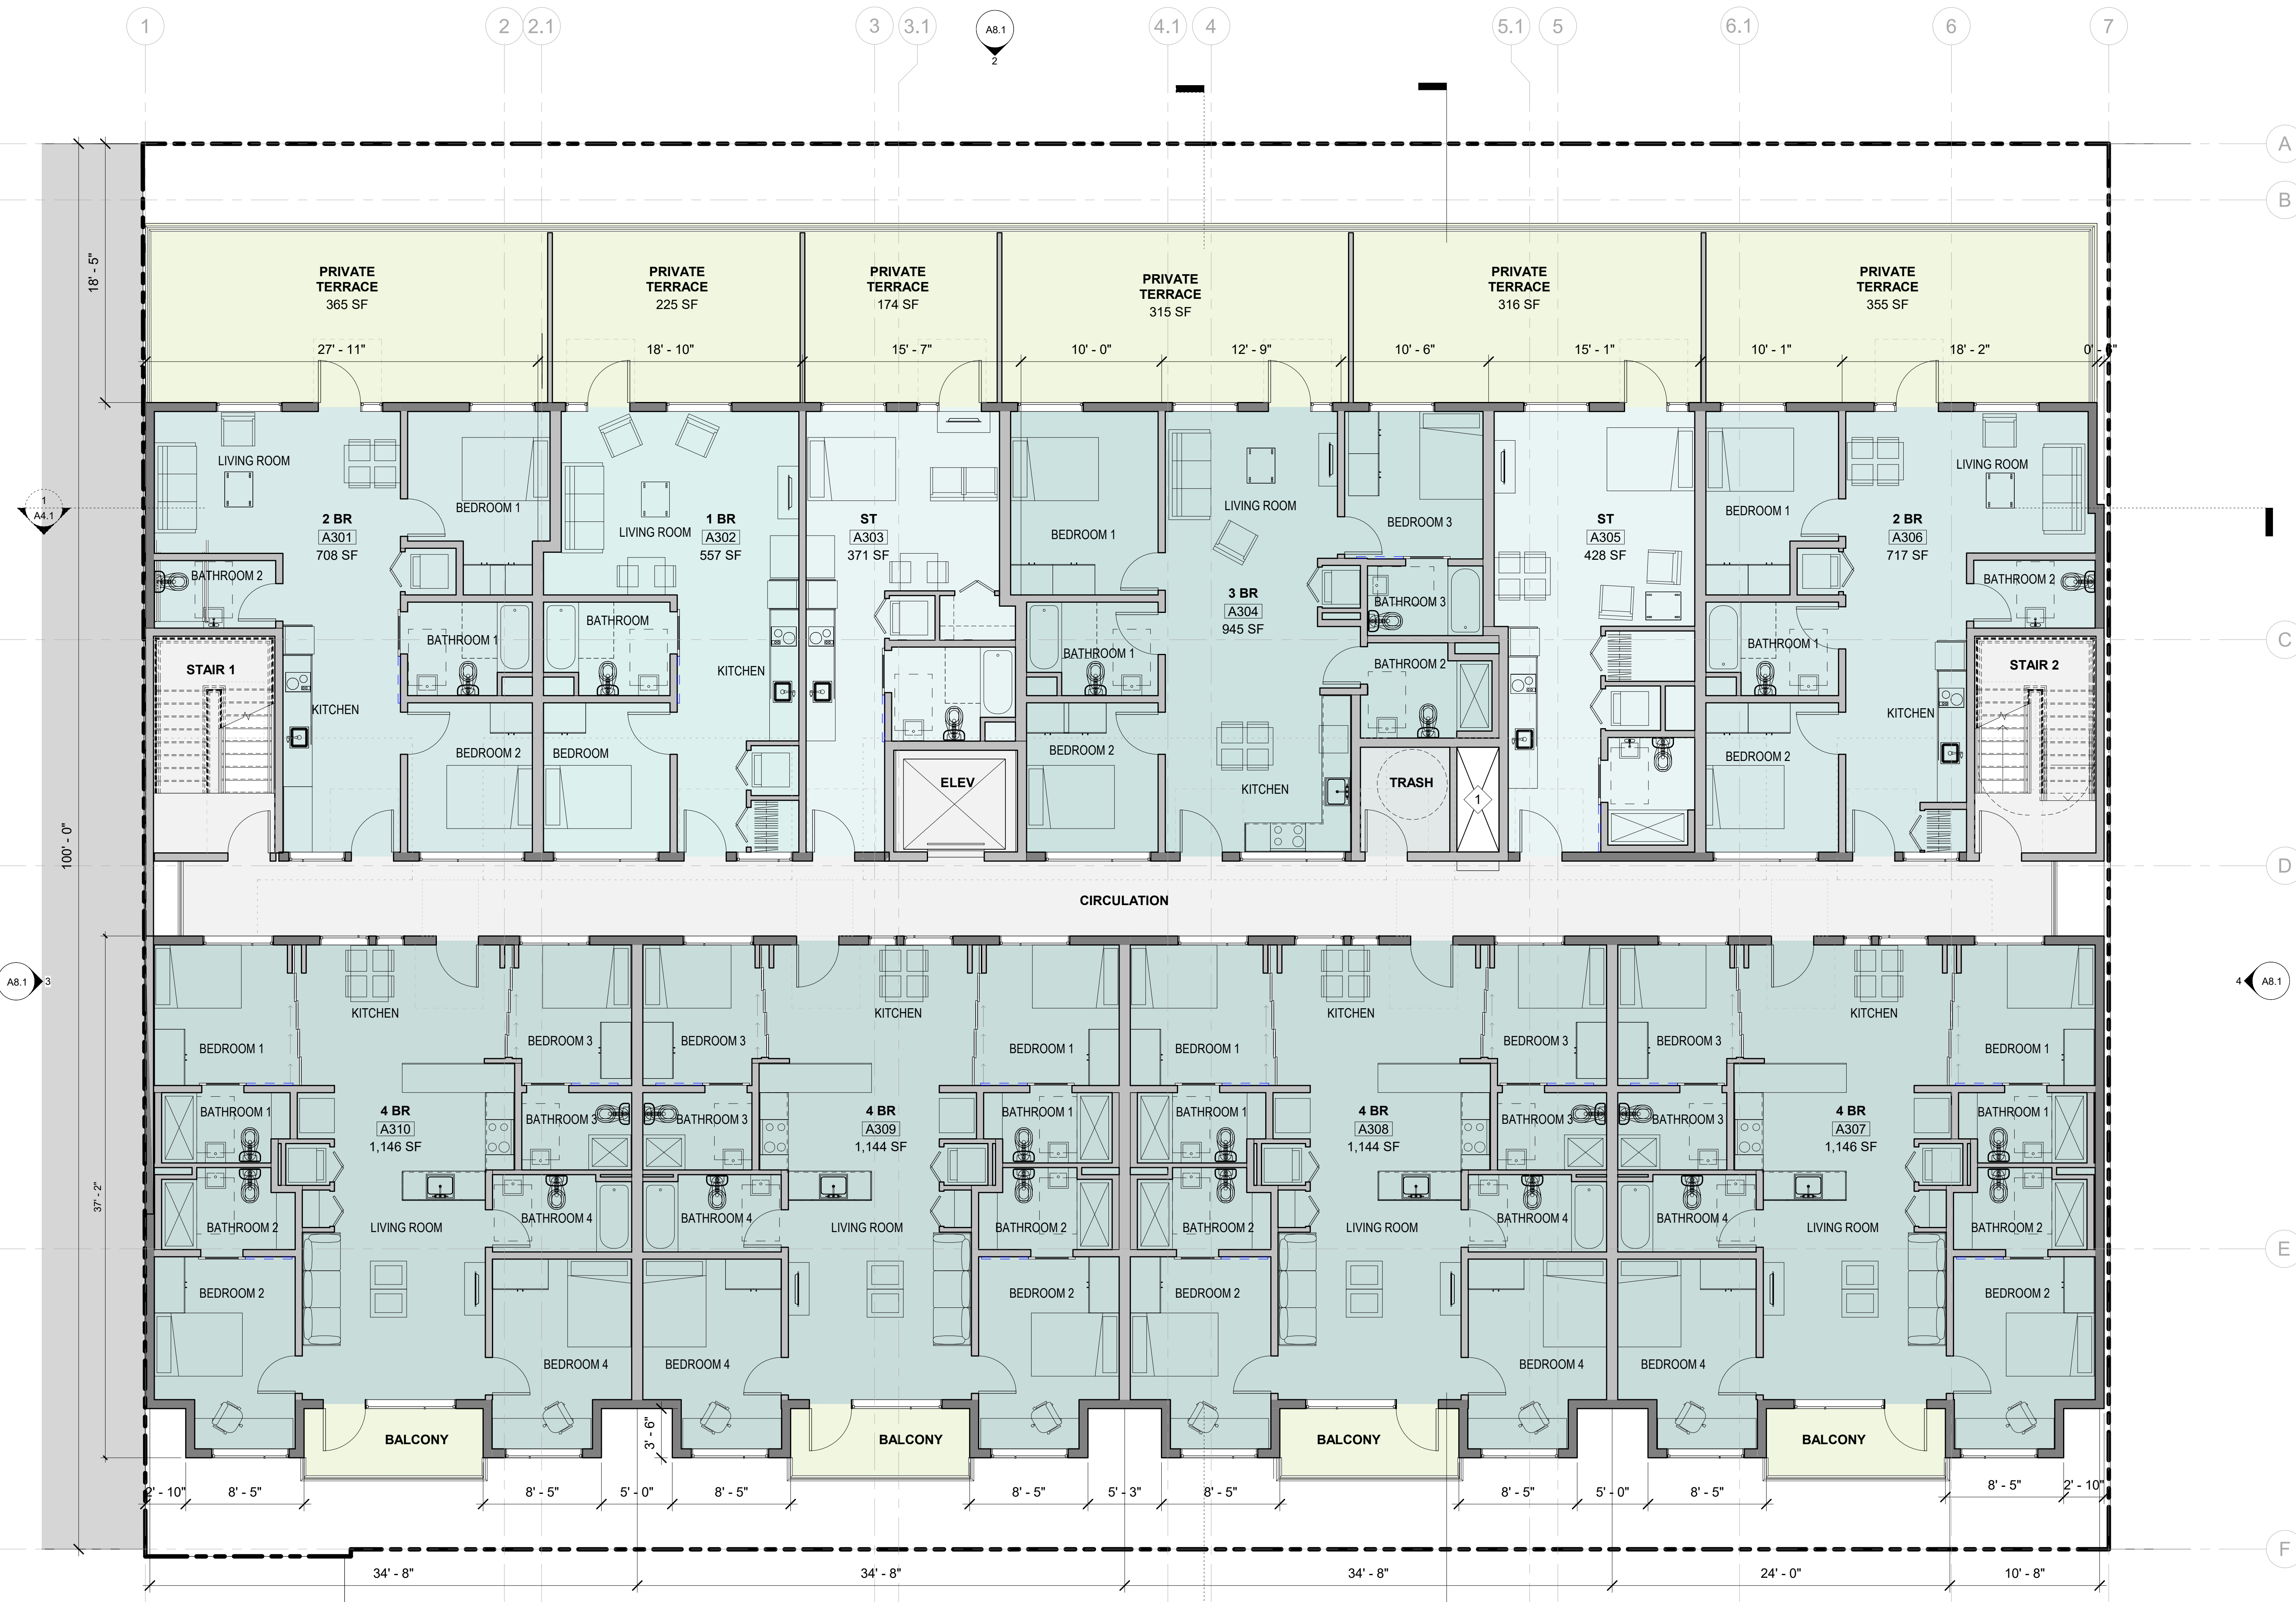 1
2
2.1
3
3.1
A8.1
2
4.1
4
5.1
5
6.1
6
7
A
B
18' - 5"
PRIVATE
TERRACE
365 SF
PRIVATE
TERRACE
225 SF
PRIVATE
TERRACE
174 SF
PRIVATE
TERRACE
315 SF
PRIVATE
TERRACE
316 SF
PRIVATE
TERRACE
355 SF
27' - 11"
18' - 10"
15' - 7"
10' - 0"
12' - 9"
10' - 6"
15' - 1"
10' - 1"
18' - 2"
0' - 6"
1
A4.1
LIVING ROOM
2 BR
A301
708 SF
BEDROOM 1
BATHROOM 2
BATHROOM 1
STAIR 1
KITCHEN
BEDROOM 2
LIVING ROOM
1 BR
A302
557 SF
BATHROOM
KITCHEN
BEDROOM
ST
A303
371 SF
ELEV
BEDROOM 1
LIVING ROOM
BEDROOM 3
3 BR
A304
945 SF
BATHROOM 3
BATHROOM 1
BATHROOM 2
BEDROOM 2
KITCHEN
TRASH
1
ST
A305
428 SF
BEDROOM 1
LIVING ROOM
2 BR
A306
717 SF
BATHROOM 2
BATHROOM 1
STAIR 2
KITCHEN
BEDROOM 2
C
100' - 0"
D
CIRCULATION
A8.1
3
4
A8.1
37' - 2"
KITCHEN
BEDROOM 1
BEDROOM 3
BATHROOM 1
4 BR
A310
1,146 SF
BATHROOM 3
BATHROOM 2
LIVING ROOM
BATHROOM 4
BEDROOM 2
BEDROOM 4
BALCONY
KITCHEN
BEDROOM 3
BEDROOM 1
BATHROOM 3
4 BR
A309
1,144 SF
BATHROOM 1
BATHROOM 4
LIVING ROOM
BATHROOM 2
BEDROOM 2
BEDROOM 4
BALCONY
KITCHEN
BEDROOM 1
BEDROOM 3
BATHROOM 1
4 BR
A308
1,144 SF
BATHROOM 3
BATHROOM 2
LIVING ROOM
BATHROOM 4
BEDROOM 2
BEDROOM 4
BALCONY
KITCHEN
BEDROOM 3
BEDROOM 1
BATHROOM 3
4 BR
A307
1,146 SF
BATHROOM 1
BATHROOM 4
LIVING ROOM
BATHROOM 2
BEDROOM 2
BEDROOM 4
BALCONY
E
3' - 6"
2' - 10"
8' - 5"
8' - 5"
5' - 0"
8' - 5"
8' - 5"
5' - 3"
8' - 5"
8' - 5"
5' - 0"
8' - 5"
8' - 5"
2' - 10"
F
34' - 8"
34' - 8"
34' - 8"
24' - 0"
10' - 8"